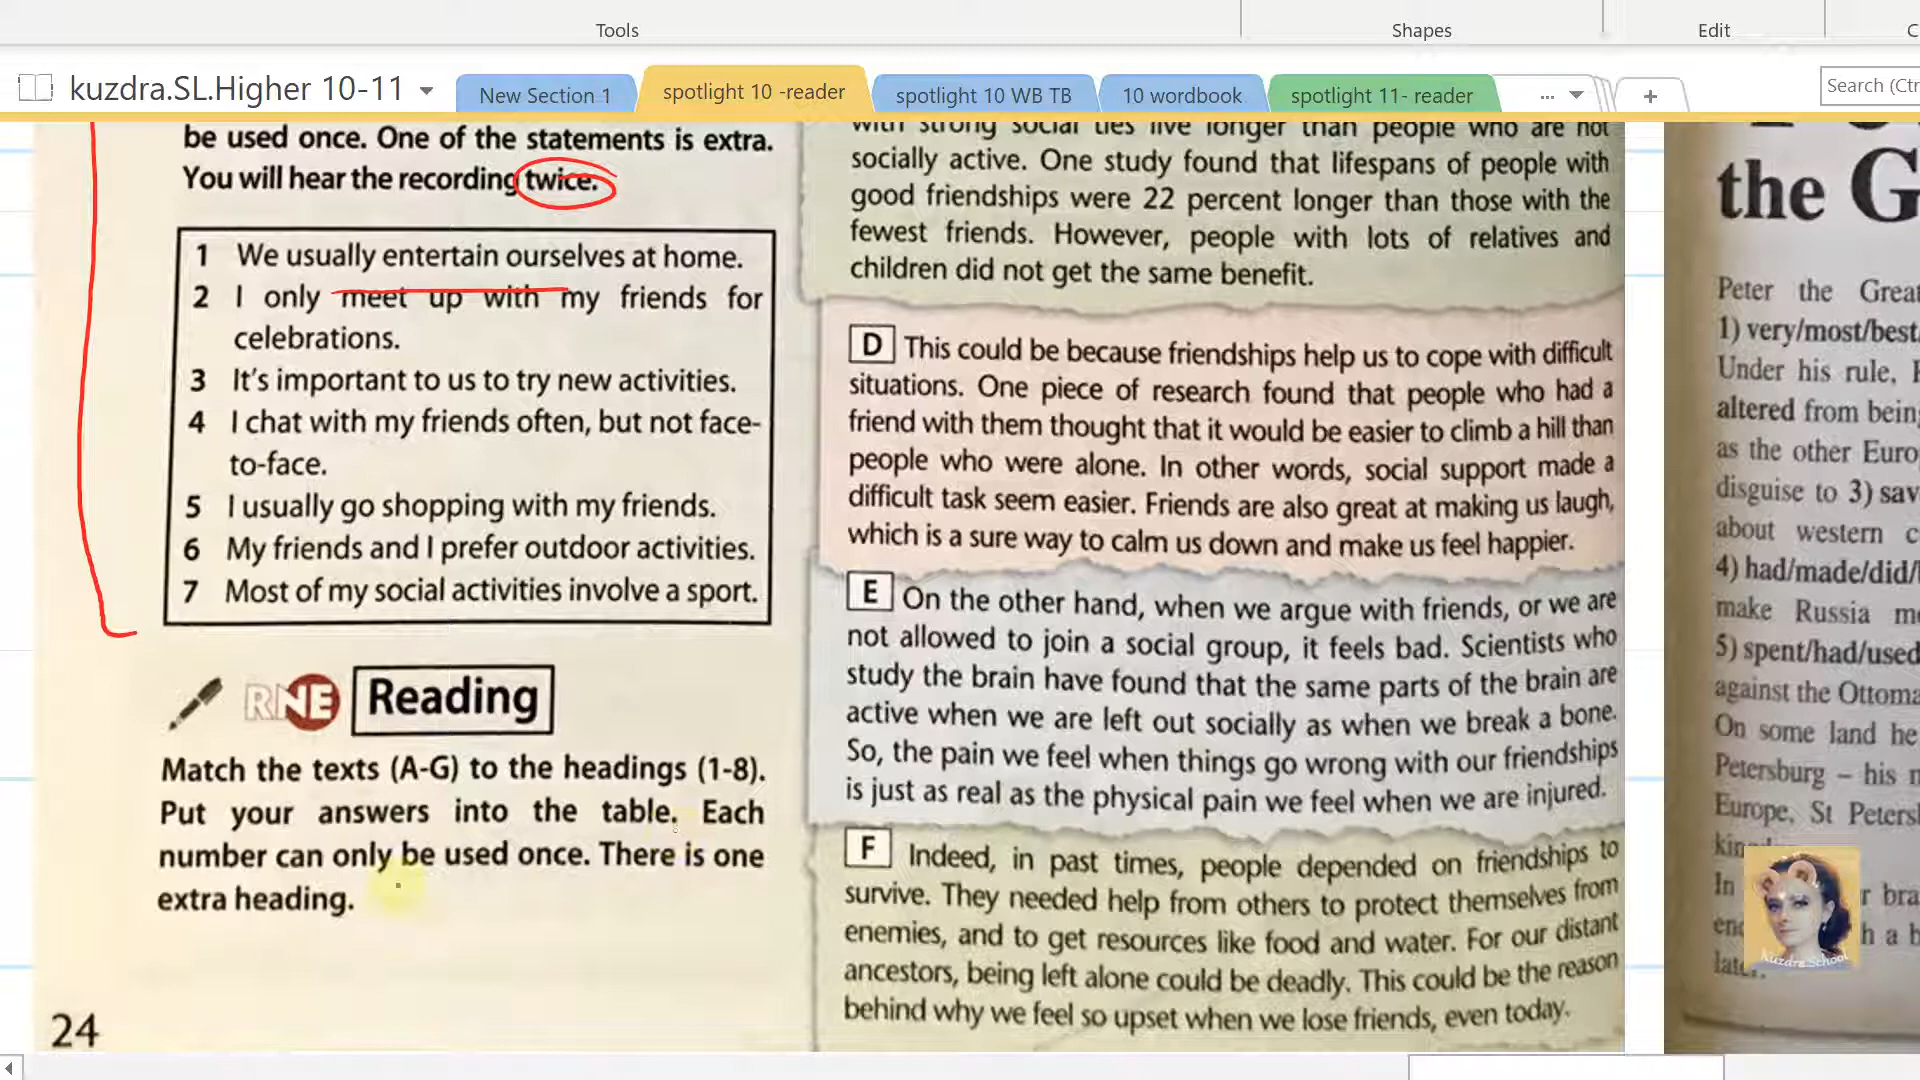 Tools
Shapes
Edit
kuzdra.SL.Higher 10-11
New Section 1
spotlight 10 -reader
spotlight 10 WB TB
10 wordbook
spotlight 11- reader
...
+
Search (Ctr
be used once. One of the statements is extra.
You will hear the recording twice.
1 We usually entertain ourselves at home.
2 I only meet up with my friends for
celebrations.
3 It's important to us to try new activities.
4 I chat with my friends often, but not face-
to-face.
5 I usually go shopping with my friends.
6 My friends and I prefer outdoor activities.
7 Most of my social activities involve a sport.
RNE Reading
Match the texts (A-G) to the headings (1-8).
Put your answers into the table. Each
number can only be used once. There is one
extra heading.
24
with strong social ties live longer than people who are not
socially active. One study found that lifespans of people with
good friendships were 22 percent longer than those with the
fewest friends. However, people with lots of relatives and
children did not get the same benefit.
D This could be because friendships help us to cope with difficult
situations. One piece of research found that people who had a
friend with them thought that it would be easier to climb a hill than
people who were alone. In other words, social support made a
difficult task seem easier. Friends are also great at making us laugh,
which is a sure way to calm us down and make us feel happier.
E On the other hand, when we argue with friends, or we are
not allowed to join a social group, it feels bad. Scientists who
study the brain have found that the same parts of the brain are
active when we are left out socially as when we break a bone.
So, the pain we feel when things go wrong with our friendships
is just as real as the physical pain we feel when we are injured.
F Indeed, in past times, people depended on friendships to
survive. They needed help from others to protect themselves from
enemies, and to get resources like food and water. For our distant
ancestors, being left alone could be deadly. This could be the reason
behind why we feel so upset when we lose friends, even today.
the G
Peter the Great
1) very/most/best
Under his rule,
altered from being
as the other Euro
disguise to 3) sav
about western c
4) had/made/did/
make Russia mo
5) spent/had/used
against the Ottoma
On some land he
Petersburg – his n
Europe, St Petersb
In r bra
h a b
kuzdra.School